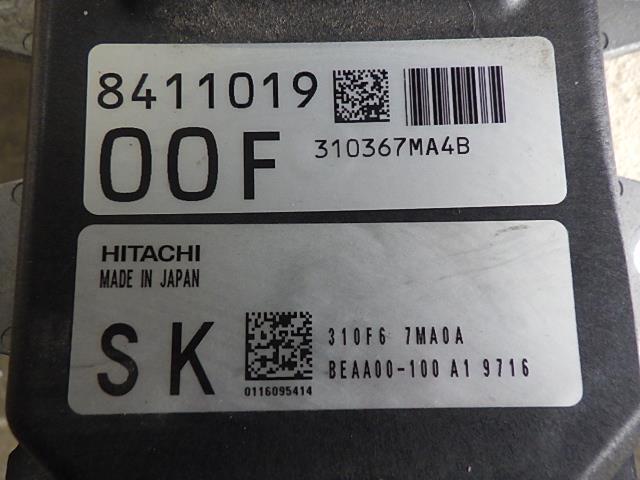 8411019
00F
310367MA4B
HITACHI
MADE IN JAPAN
SK
310F6 7MA0A
BEAA00-100 A1 9716
0116095414